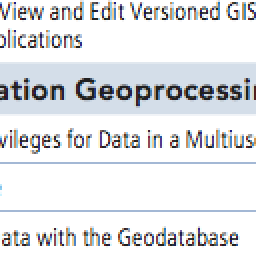 View and Edit Versioned GIS
plications
ation Geoprocessin
vileges for Data in a Multius
ata with the Geodatabase